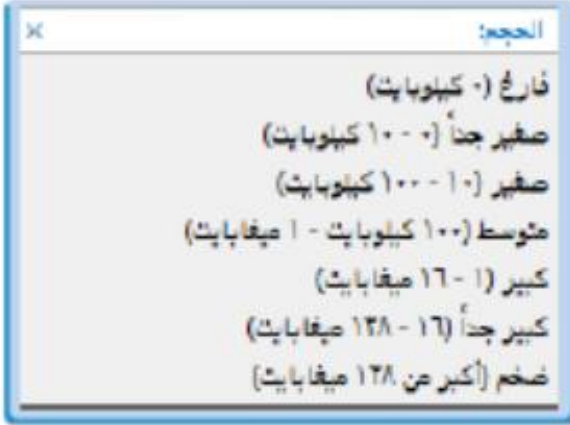 الحجم:
فارغ (٠ كيلوبايت)
صغير جداً (٠ - ١٠ كيلوبايت)
صغير (١٠ - ١٠٠ كيلوبايت)
متوسط (١٠٠ كيلوبايت - ١ ميغابايت)
كبير (١ - ١٦ ميغابايت)
كبير جداً (١٦ - ١٢٨ ميغابايت)
ضخم (أكبر من ١٢٨ ميغابايت)